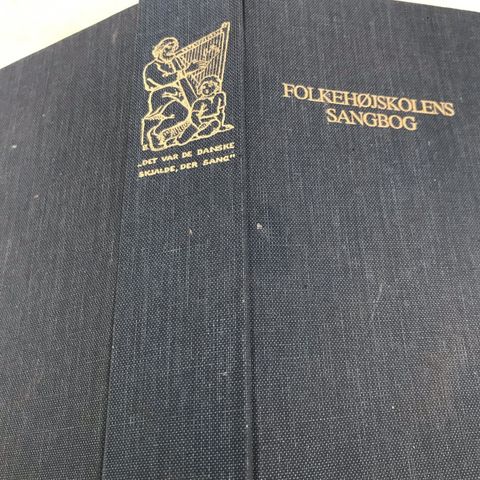 „DET VAR DE DANSKE
SKJALDE, DER SANG"
FOLKEHØJSKOLENS
SANGBOG